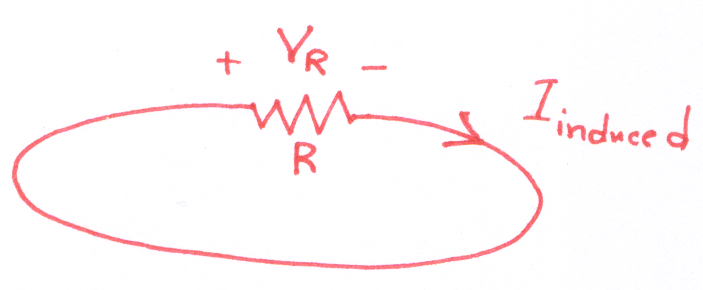 + V_R −
R
I_induced